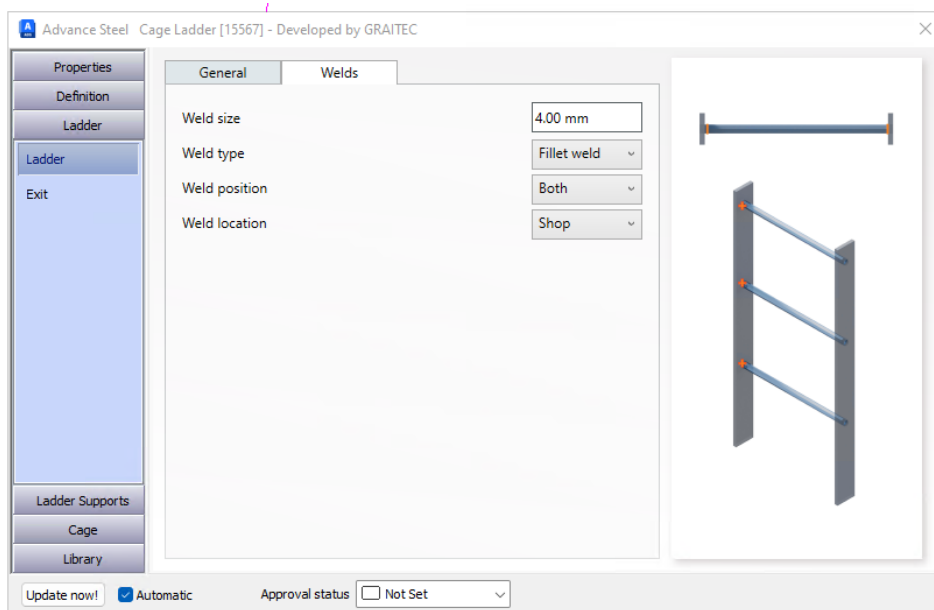 Advance Steel Cage Ladder [15567] - Developed by GRAITEC
Properties
Definition
Ladder
Ladder
Exit
Ladder Supports
Cage
Library
General Welds
Weld size 4.00 mm
Weld type Fillet weld
Weld position Both
Weld location Shop
Update now! Automatic Approval status Not Set